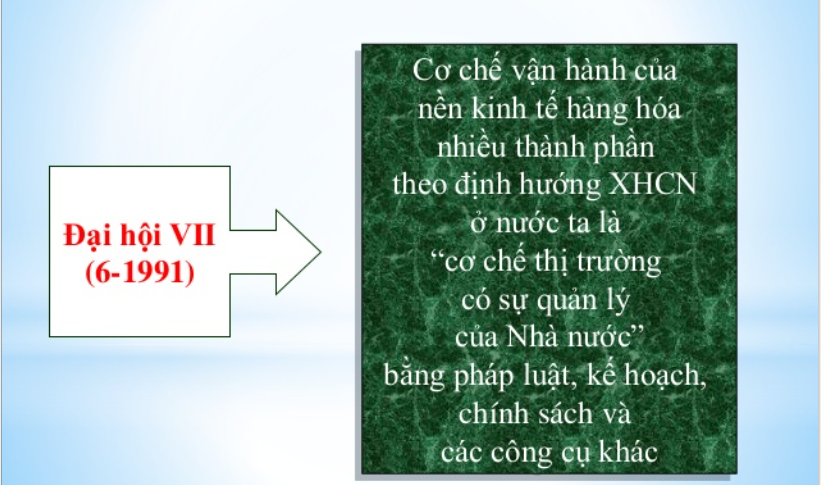 Đại hội VII
(6-1991)
Cơ chế vận hành của
nền kinh tế hàng hóa
nhiều thành phần
theo định hướng XHCN
ở nước ta là
“cơ chế thị trường
có sự quản lý
của Nhà nước”
bằng pháp luật, kế hoạch,
chính sách và
các công cụ khác